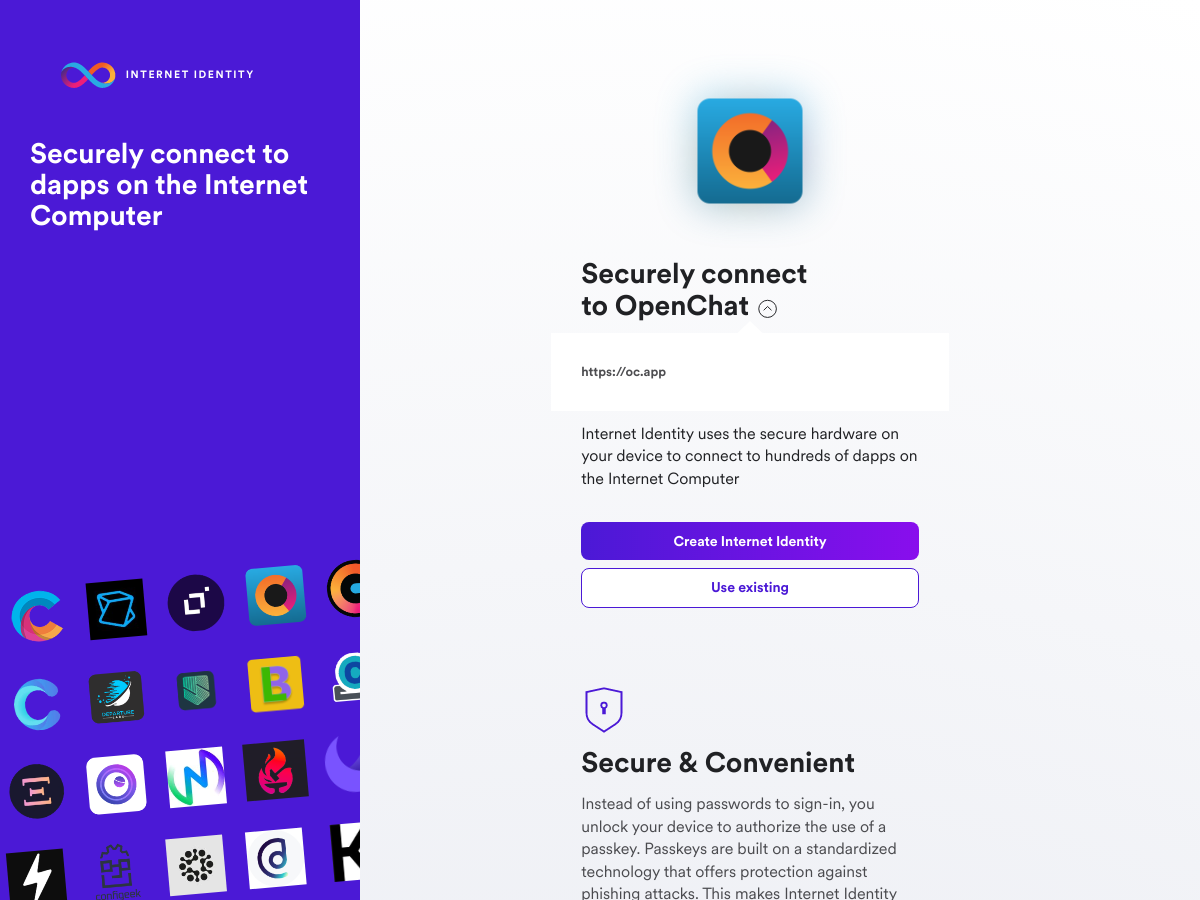 INTERNET IDENTITY
Securely connect to
dapps on the Internet
Computer
Securely connect
to OpenChat
https://oc.app
Internet Identity uses the secure hardware on
your device to connect to hundreds of dapps on
the Internet Computer
Create Internet Identity
Use existing
DEPARTURE
LABS
Secure & Convenient
Instead of using passwords to sign-in, you
unlock your device to authorize the use of a
passkey. Passkeys are built on a standardized
technology that offers protection against
phishing attacks. This makes Internet Identity